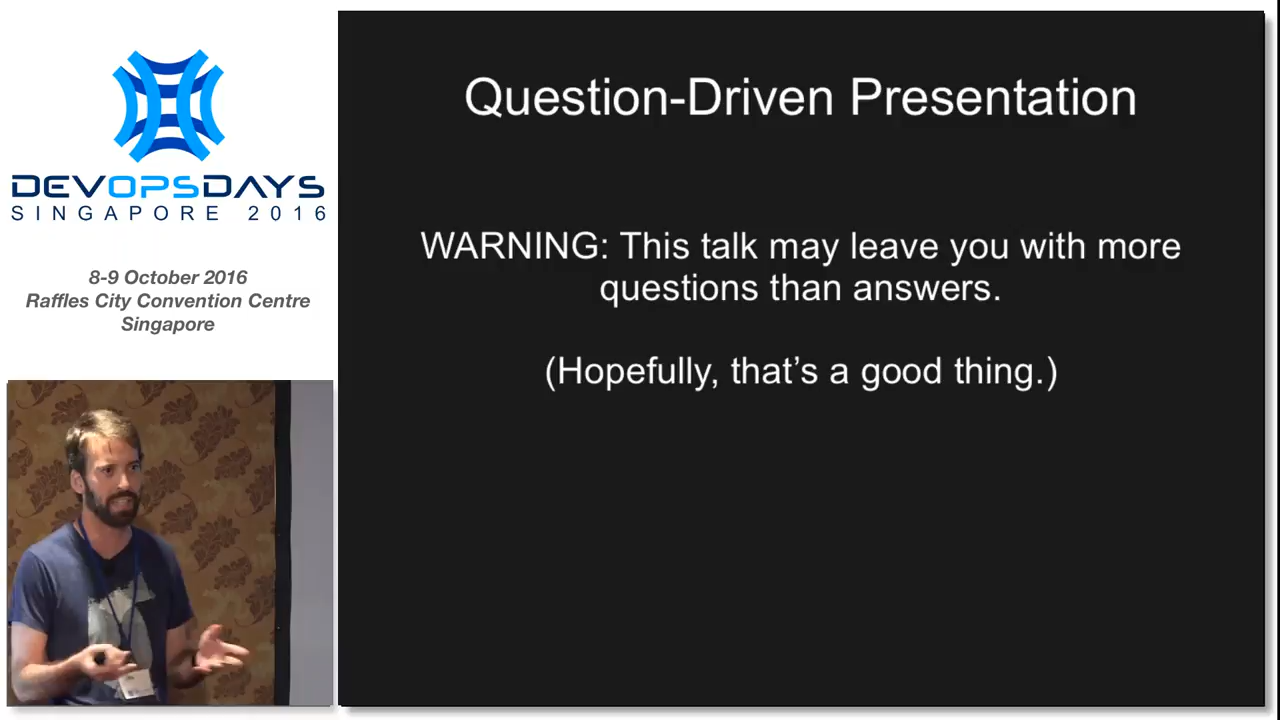 DEVOPSDAYS
SINGAPORE 2016
8-9 October 2016
Raffles City Convention Centre
Singapore
Question-Driven Presentation
WARNING: This talk may leave you with more
questions than answers.
(Hopefully, that’s a good thing.)